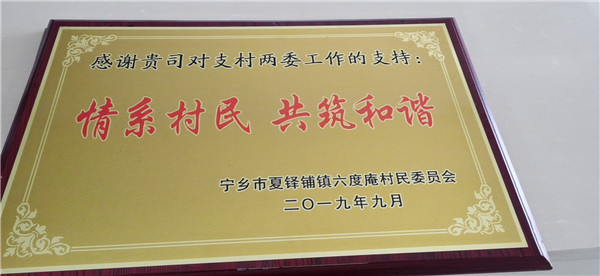 感谢贵司对支村两委工作的支持：
情系村民 共筑和谐
宁乡市夏铎铺镇六度庵村民委员会
二〇一九年九月